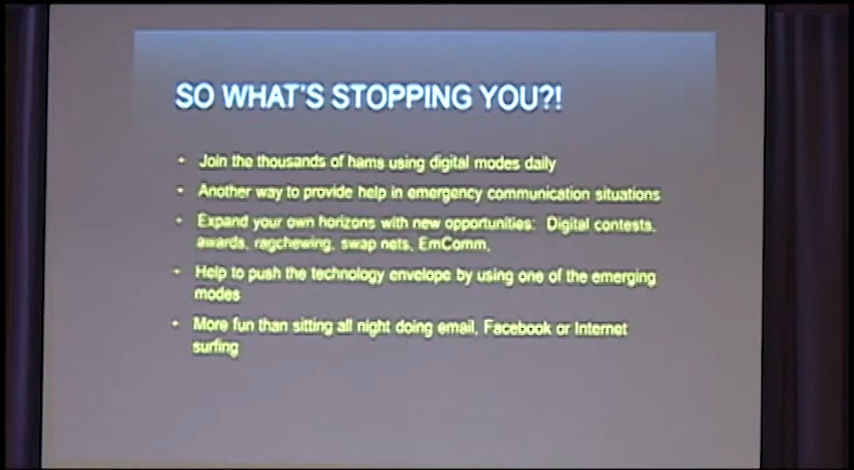 SO WHAT'S STOPPING YOU?!
Join the thousands of hams using digital modes daily
Another way to provide help in emergency communication situations
Expand your own horizons with new opportunities: Digital contests,
awards, ragchewing, swap nets, EmComm,
Help to push the technology envelope by using one of the emerging
modes
More fun than sitting all night doing email, Facebook or Internet
surfing